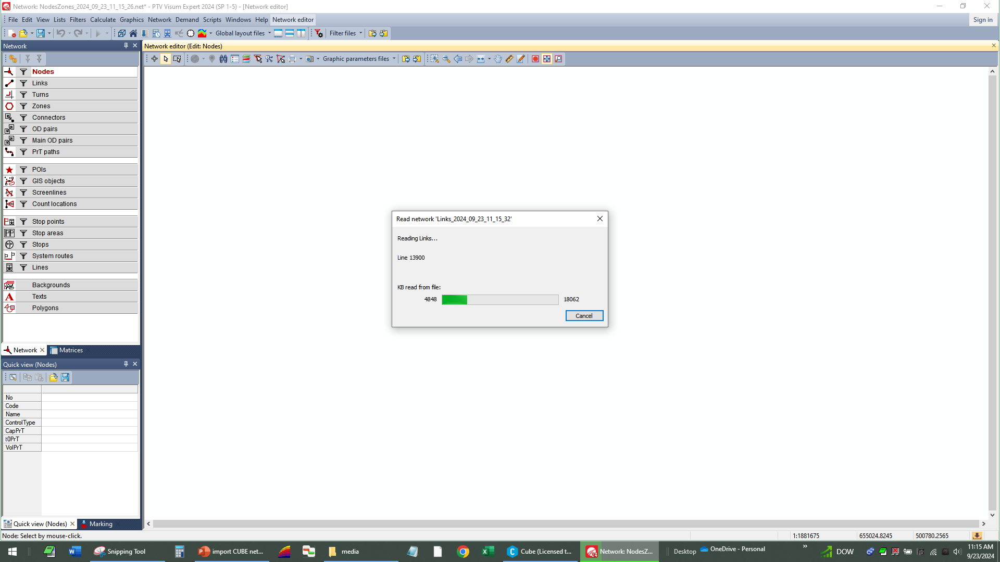 Network: NodesZones_2024_09_23_11_15_26.net* - PTV Visum Expert 2024 (SP 1-5) - [Network editor]
File Edit View Lists Filters Calculate Graphics Network Demand Scripts Windows Help Network editor
Sign in
Global layout files
Filter files
Network
Network editor (Edit: Nodes)
Graphic parameters files
Nodes
Links
Turns
Zones
Connectors
OD pairs
Main OD pairs
PrT paths
POIs
GIS objects
Screenlines
Count locations
Stop points
Stop areas
Stops
System routes
Lines
Backgrounds
Texts
Polygons
Read network 'Links_2024_09_23_11_15_32'
Reading Links...
Line 13900
KB read from file:
4848 18062
Cancel
Network Matrices
Quick view (Nodes)
No
Code
Name
ControlType
CapPrT
t0PrT
VolPrT
Quick view (Nodes) Marking
Node: Select by mouse-click.
1:1881675 655024.8245 500780.2565
Snipping Tool
import CUBE net...
media
Cube (Licensed t...
24
Network: NodesZ...
Desktop
OneDrive - Personal
DOW
11:15 AM
9/23/2024